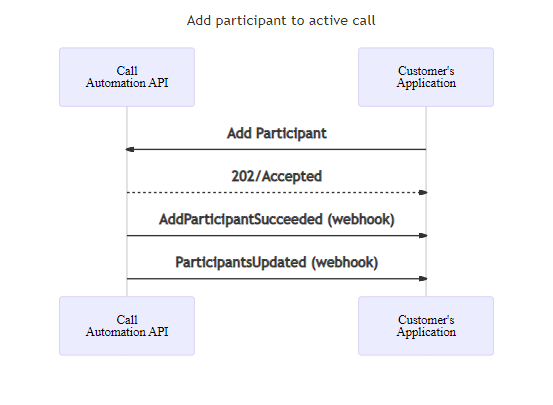 Add participant to active call
Call
Automation API
Customer's
Application
Add Participant
202/Accepted
AddParticipantSucceeded (webhook)
ParticipantsUpdated (webhook)
Call
Automation API
Customer's
Application